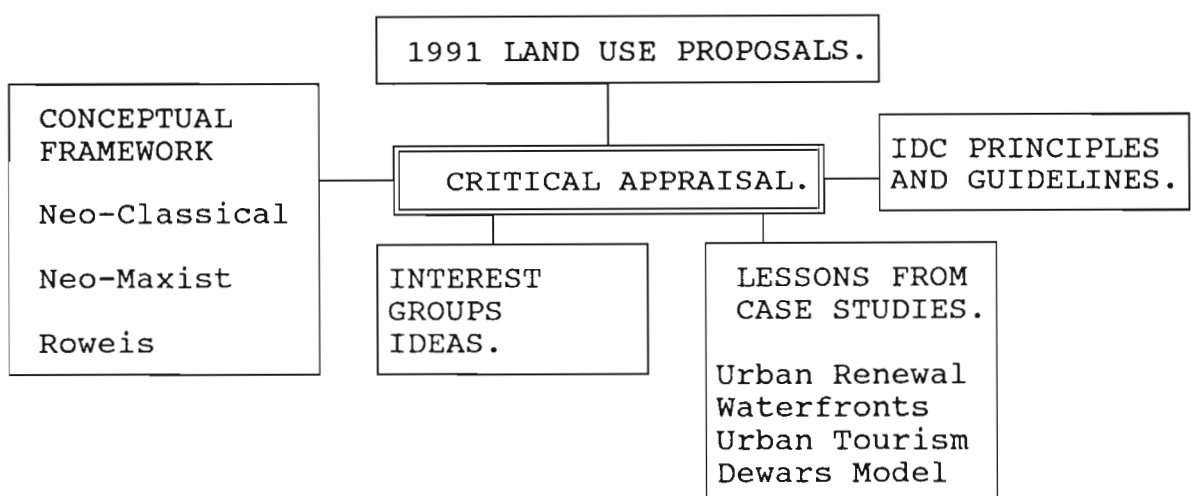 1991 LAND USE PROPOSALS.
CONCEPTUAL
FRAMEWORK
Neo-Classical
Neo-Maxist
Roweis
CRITICAL APPRAISAL.
IDC PRINCIPLES
AND GUIDELINES.
INTEREST
GROUPS
IDEAS.
LESSONS FROM
CASE STUDIES.
Urban Renewal
Waterfronts
Urban Tourism
Dewars Model